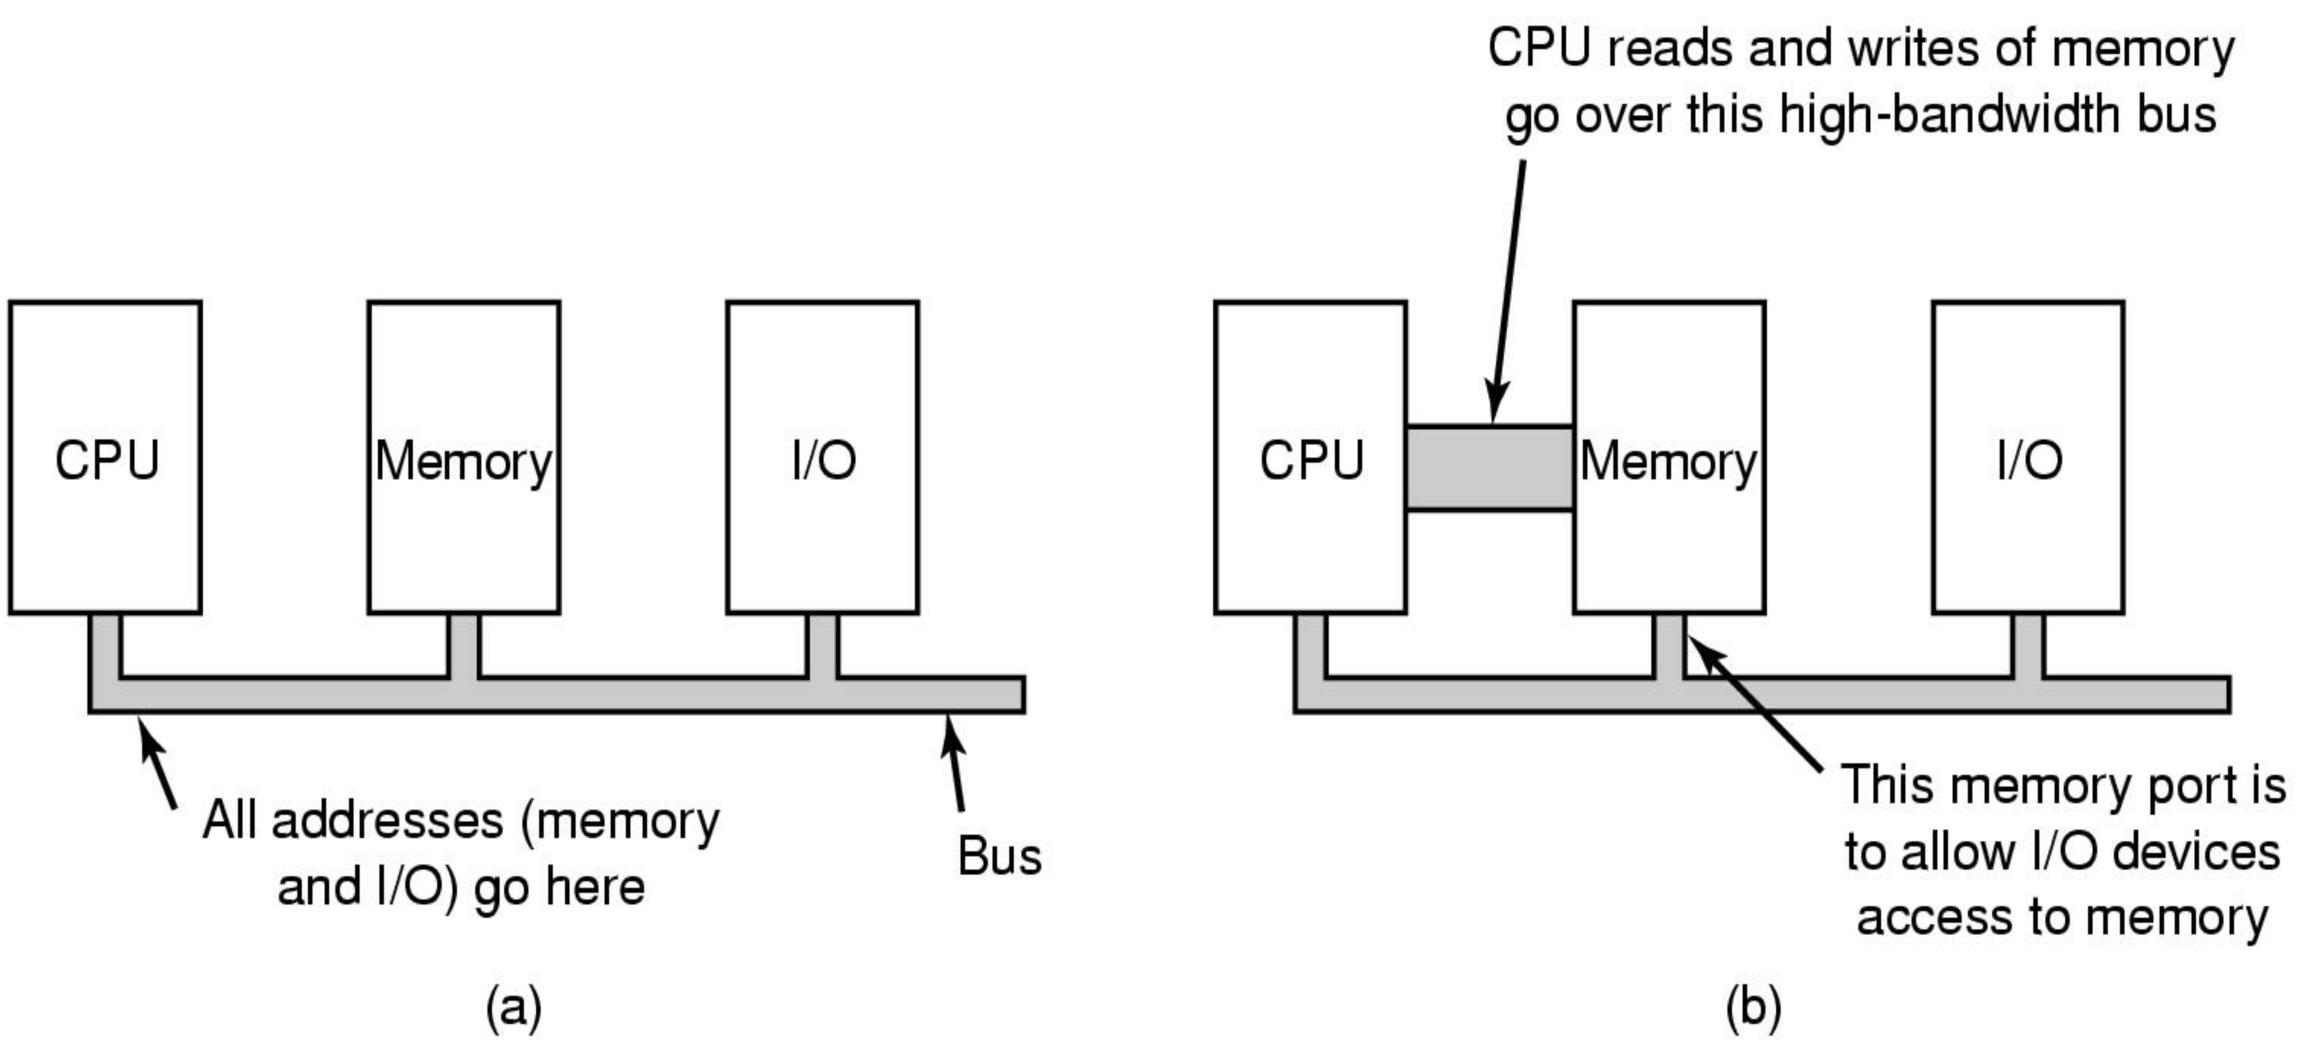 CPU reads and writes of memory
go over this high-bandwidth bus
CPU
Memory
I/O
CPU
Memory
I/O
All addresses (memory
and I/O) go here
Bus
This memory port is
to allow I/O devices
access to memory
(a)
(b)